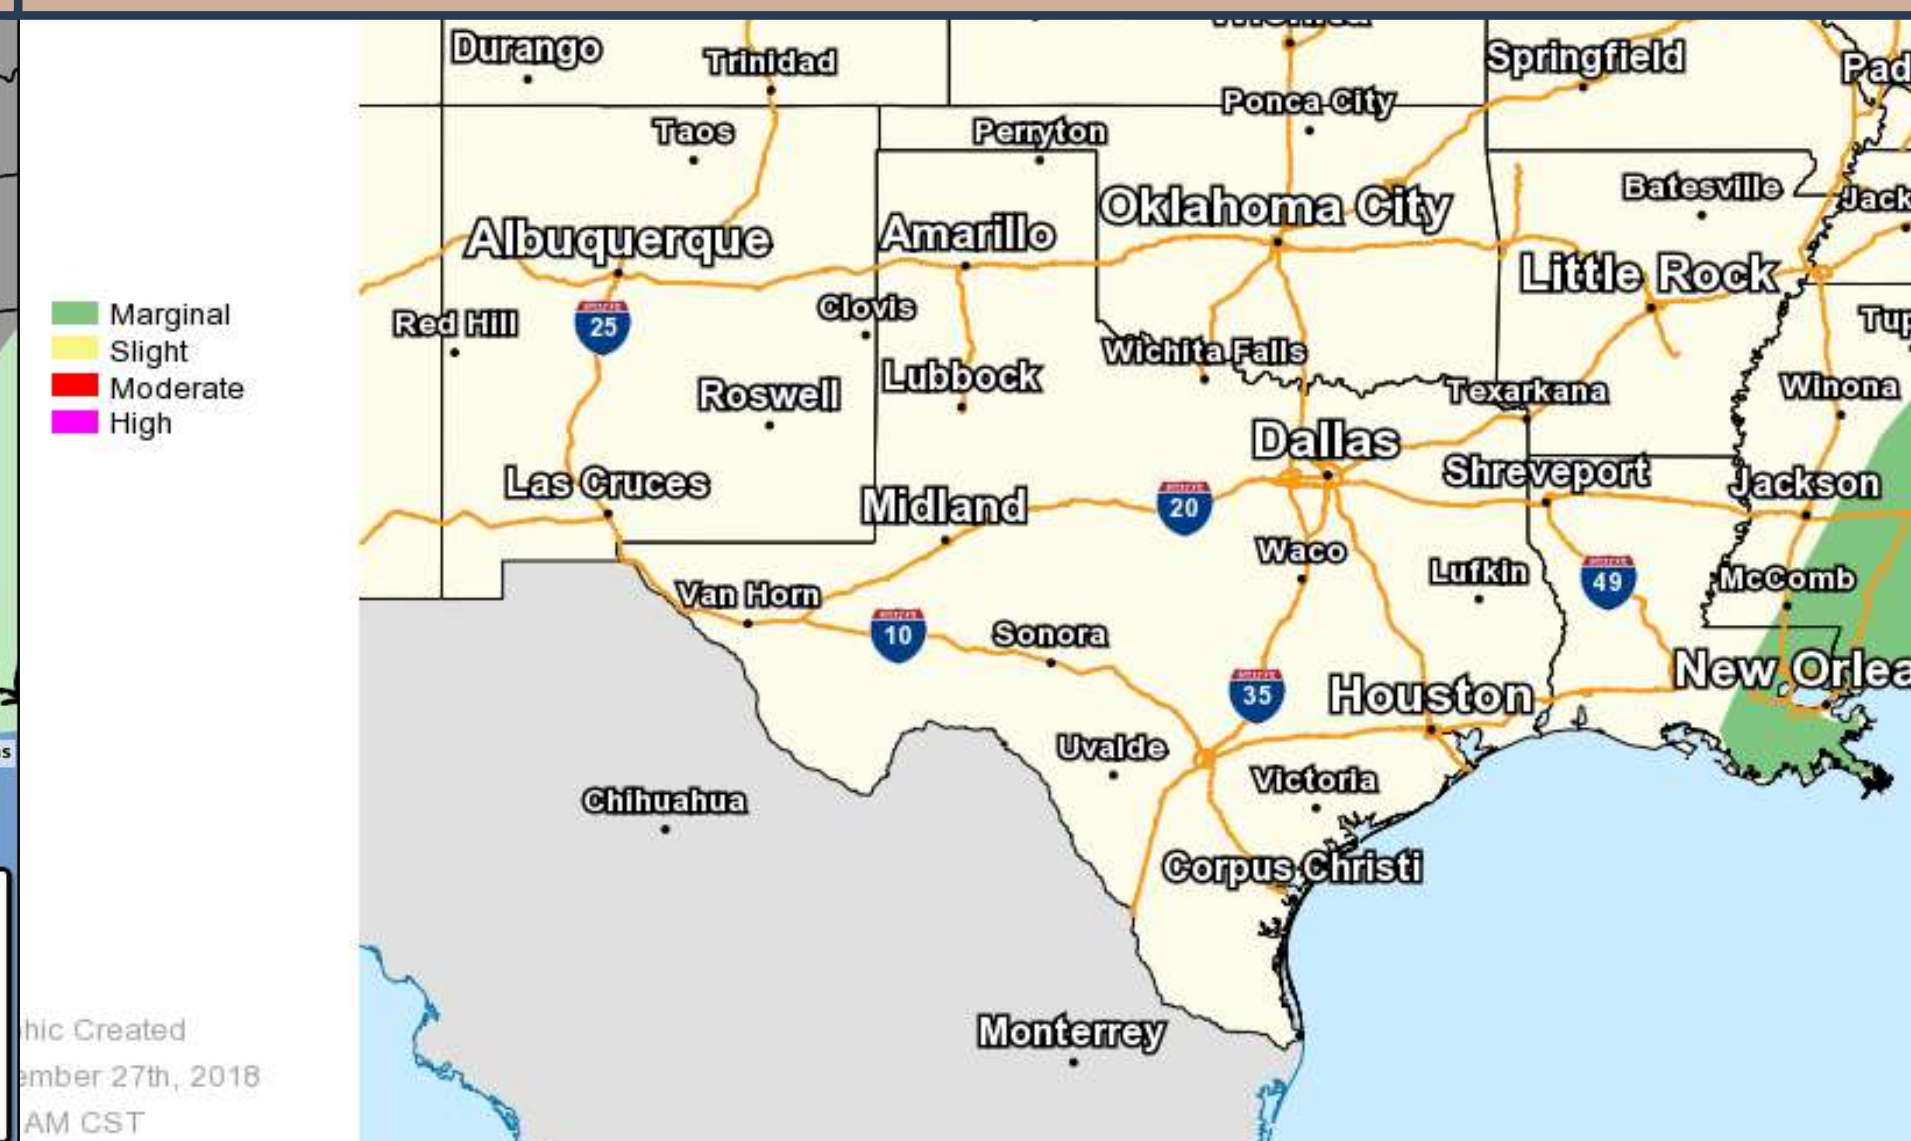 Durango
Trinidad
Springfield
Ponca City
Taos
Perryton
Batesville
Oklahoma City
Albuquerque
Amarillo
Little Rock
Marginal
Slight
Moderate
High
Red Hill
25
Clovis
Wichita Falls
Lubbock
Roswell
Texarkana
Winona
Dallas
Las Cruces
Shreveport
Jackson
Midland
20
Waco
Lufkin
49
McComb
Van Horn
10
Sonora
35
Houston
New Orlea
Uvalde
Victoria
Chihuahua
Corpus Christi
Monterrey
hic Created
ember 27th, 2018
AM CST